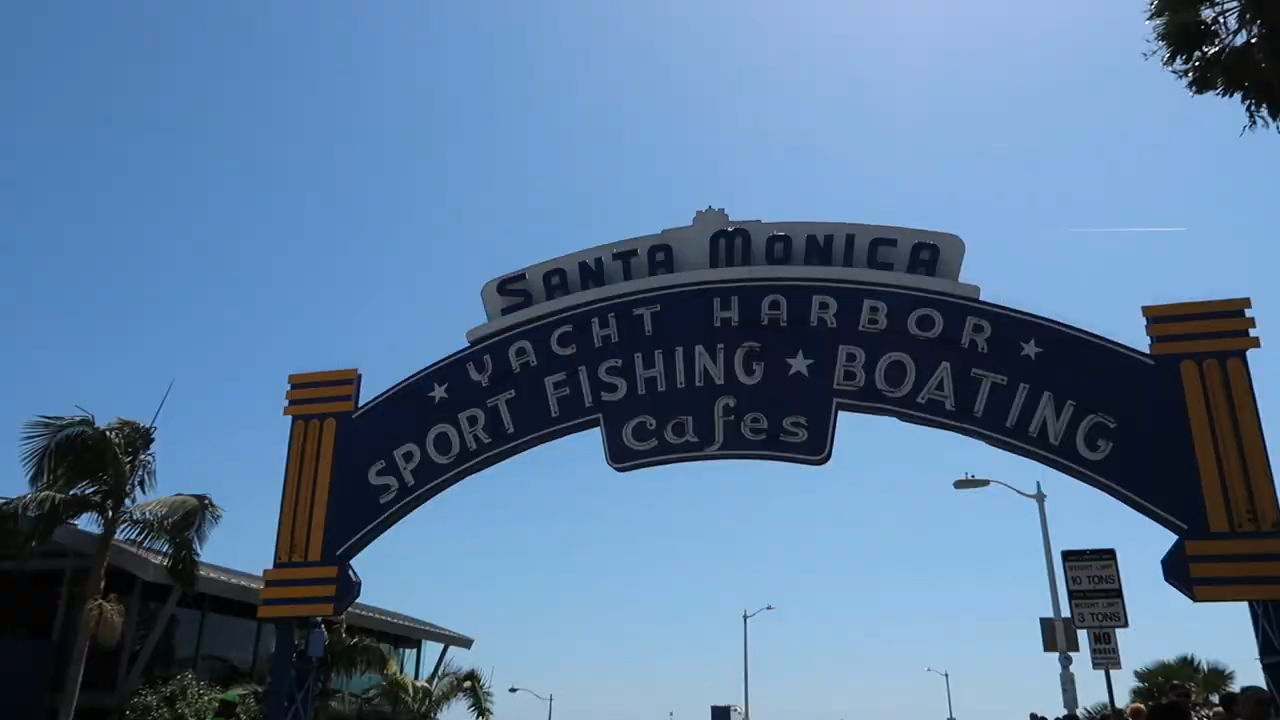 SANTA MONICA
YACHT HARBOR
SPORT FISHING BOATING
cafes
WEIGHT LIMIT
10 TONS
WEIGHT LIMIT
3 TONS
NO